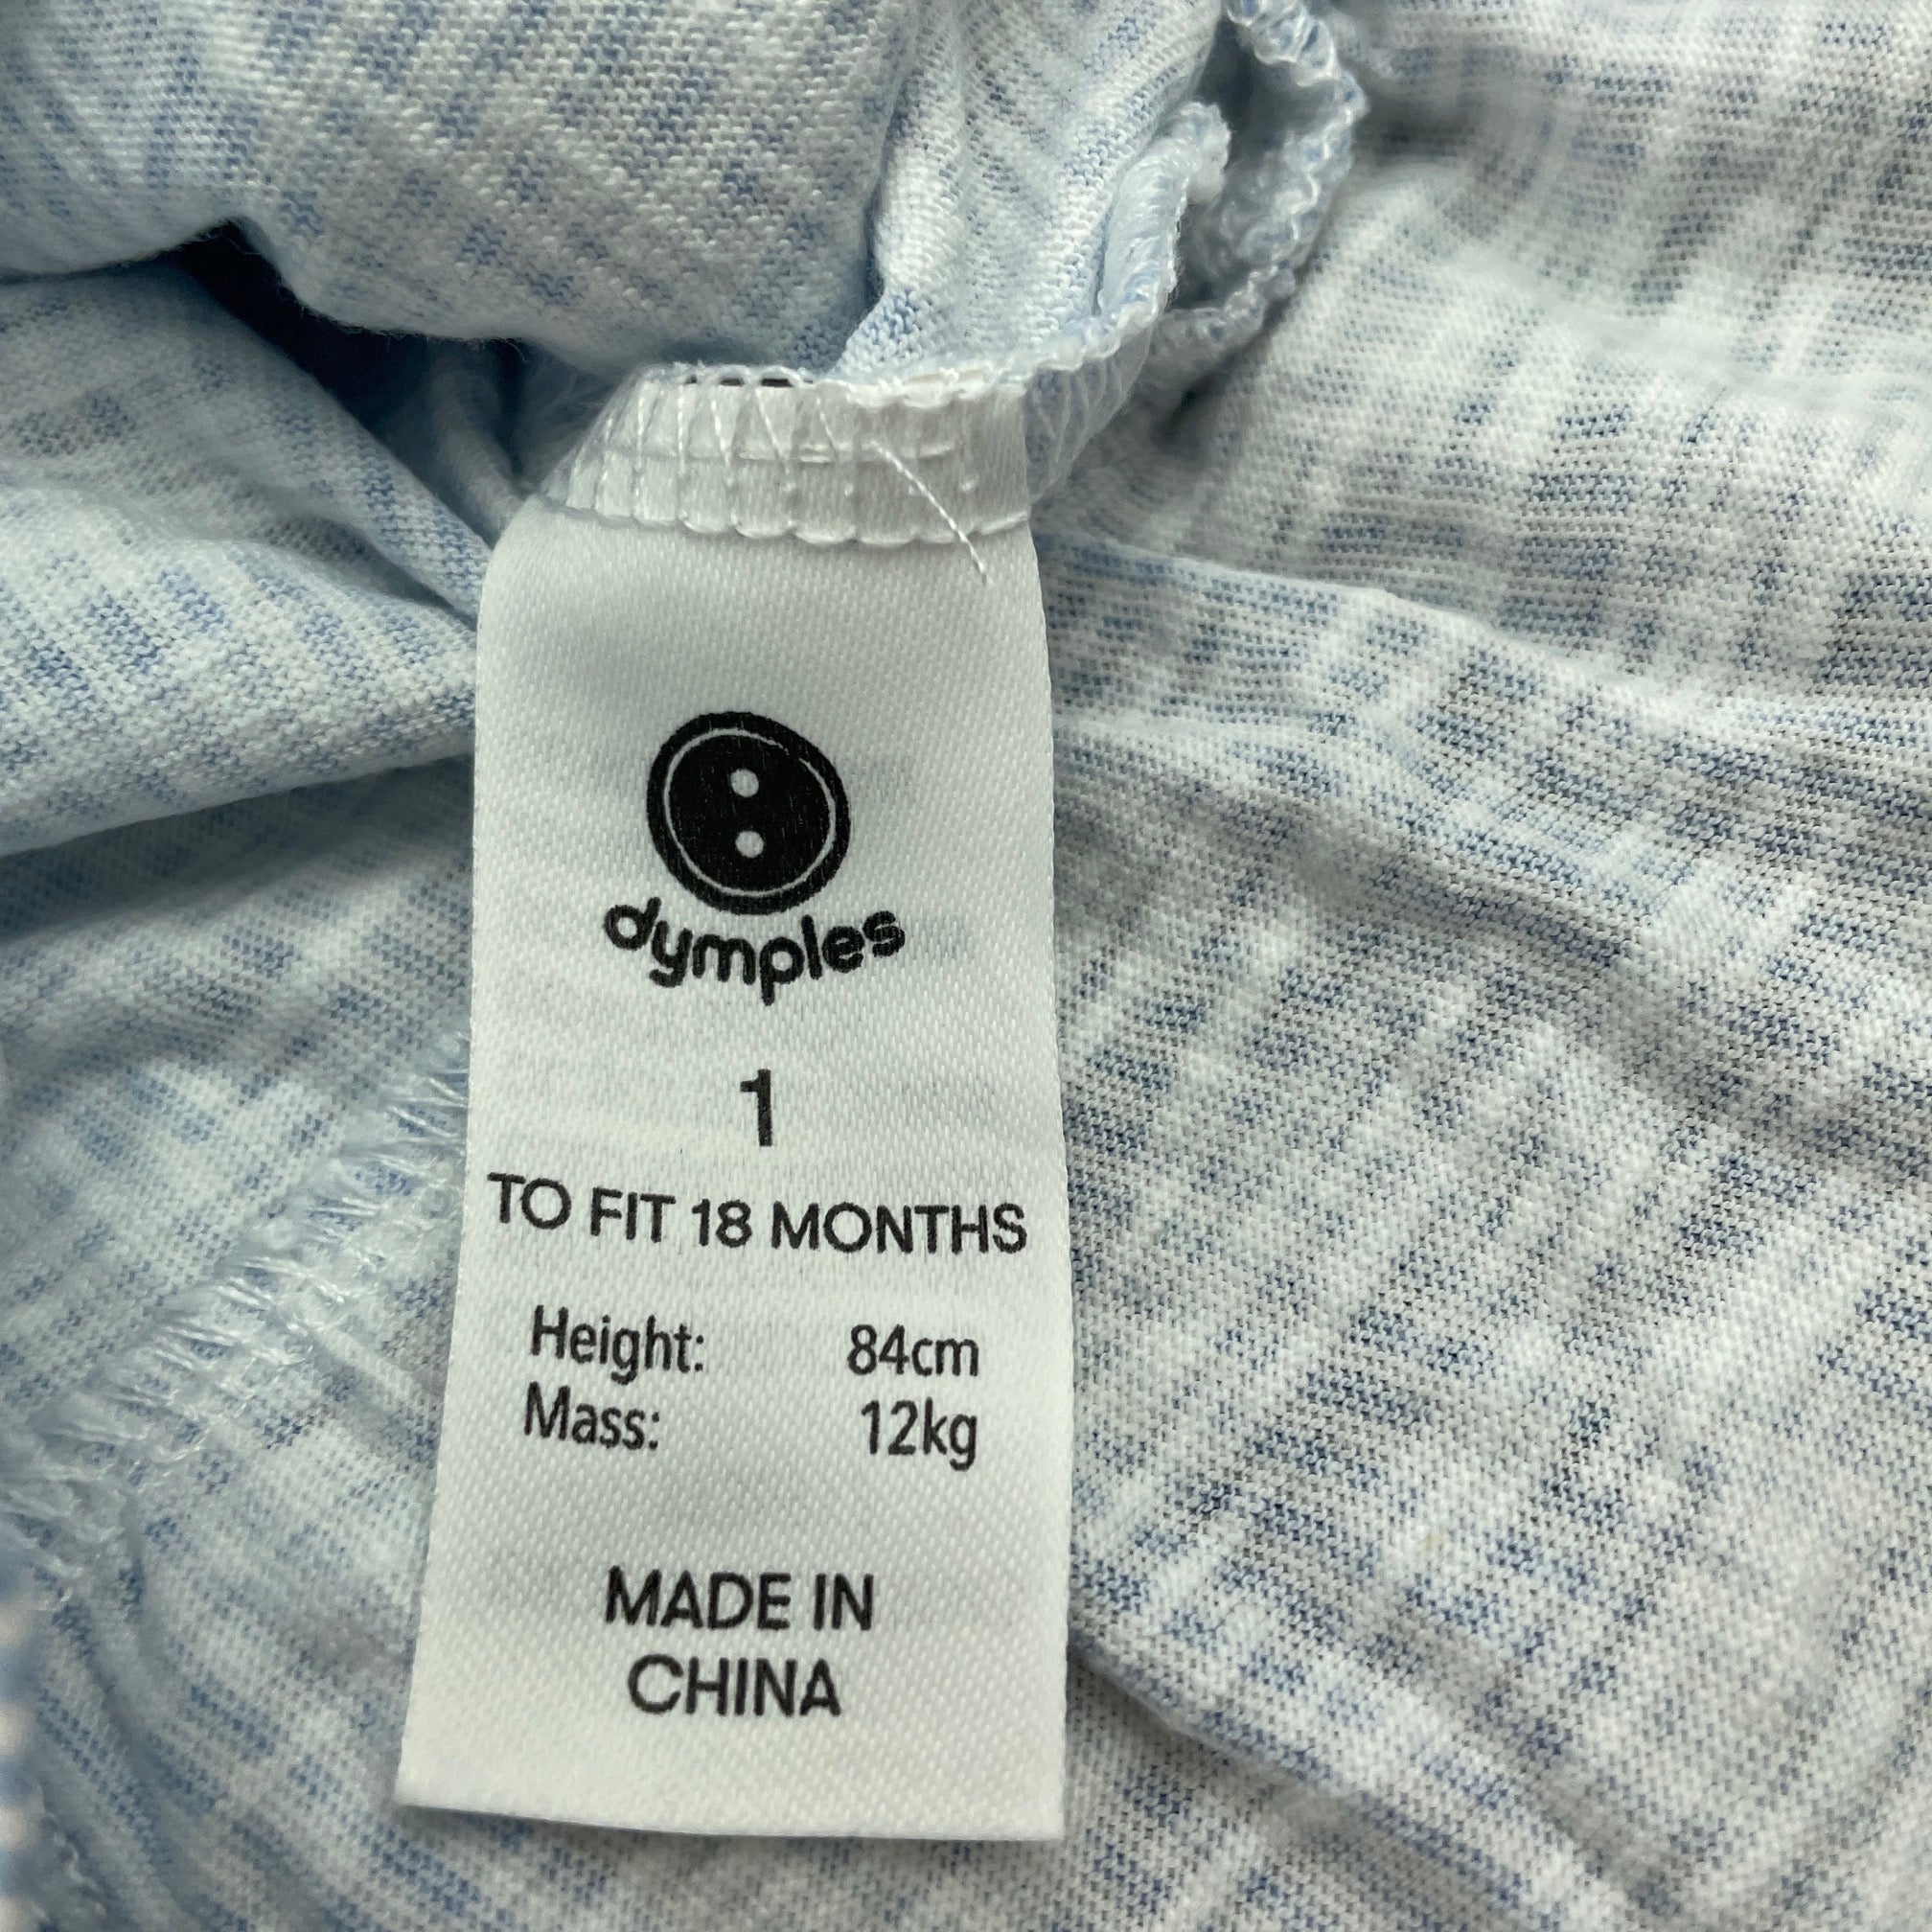 dymples
1
TO FIT 18 MONTHS
Height: 84cm
Mass: 12kg
MADE IN
CHINA